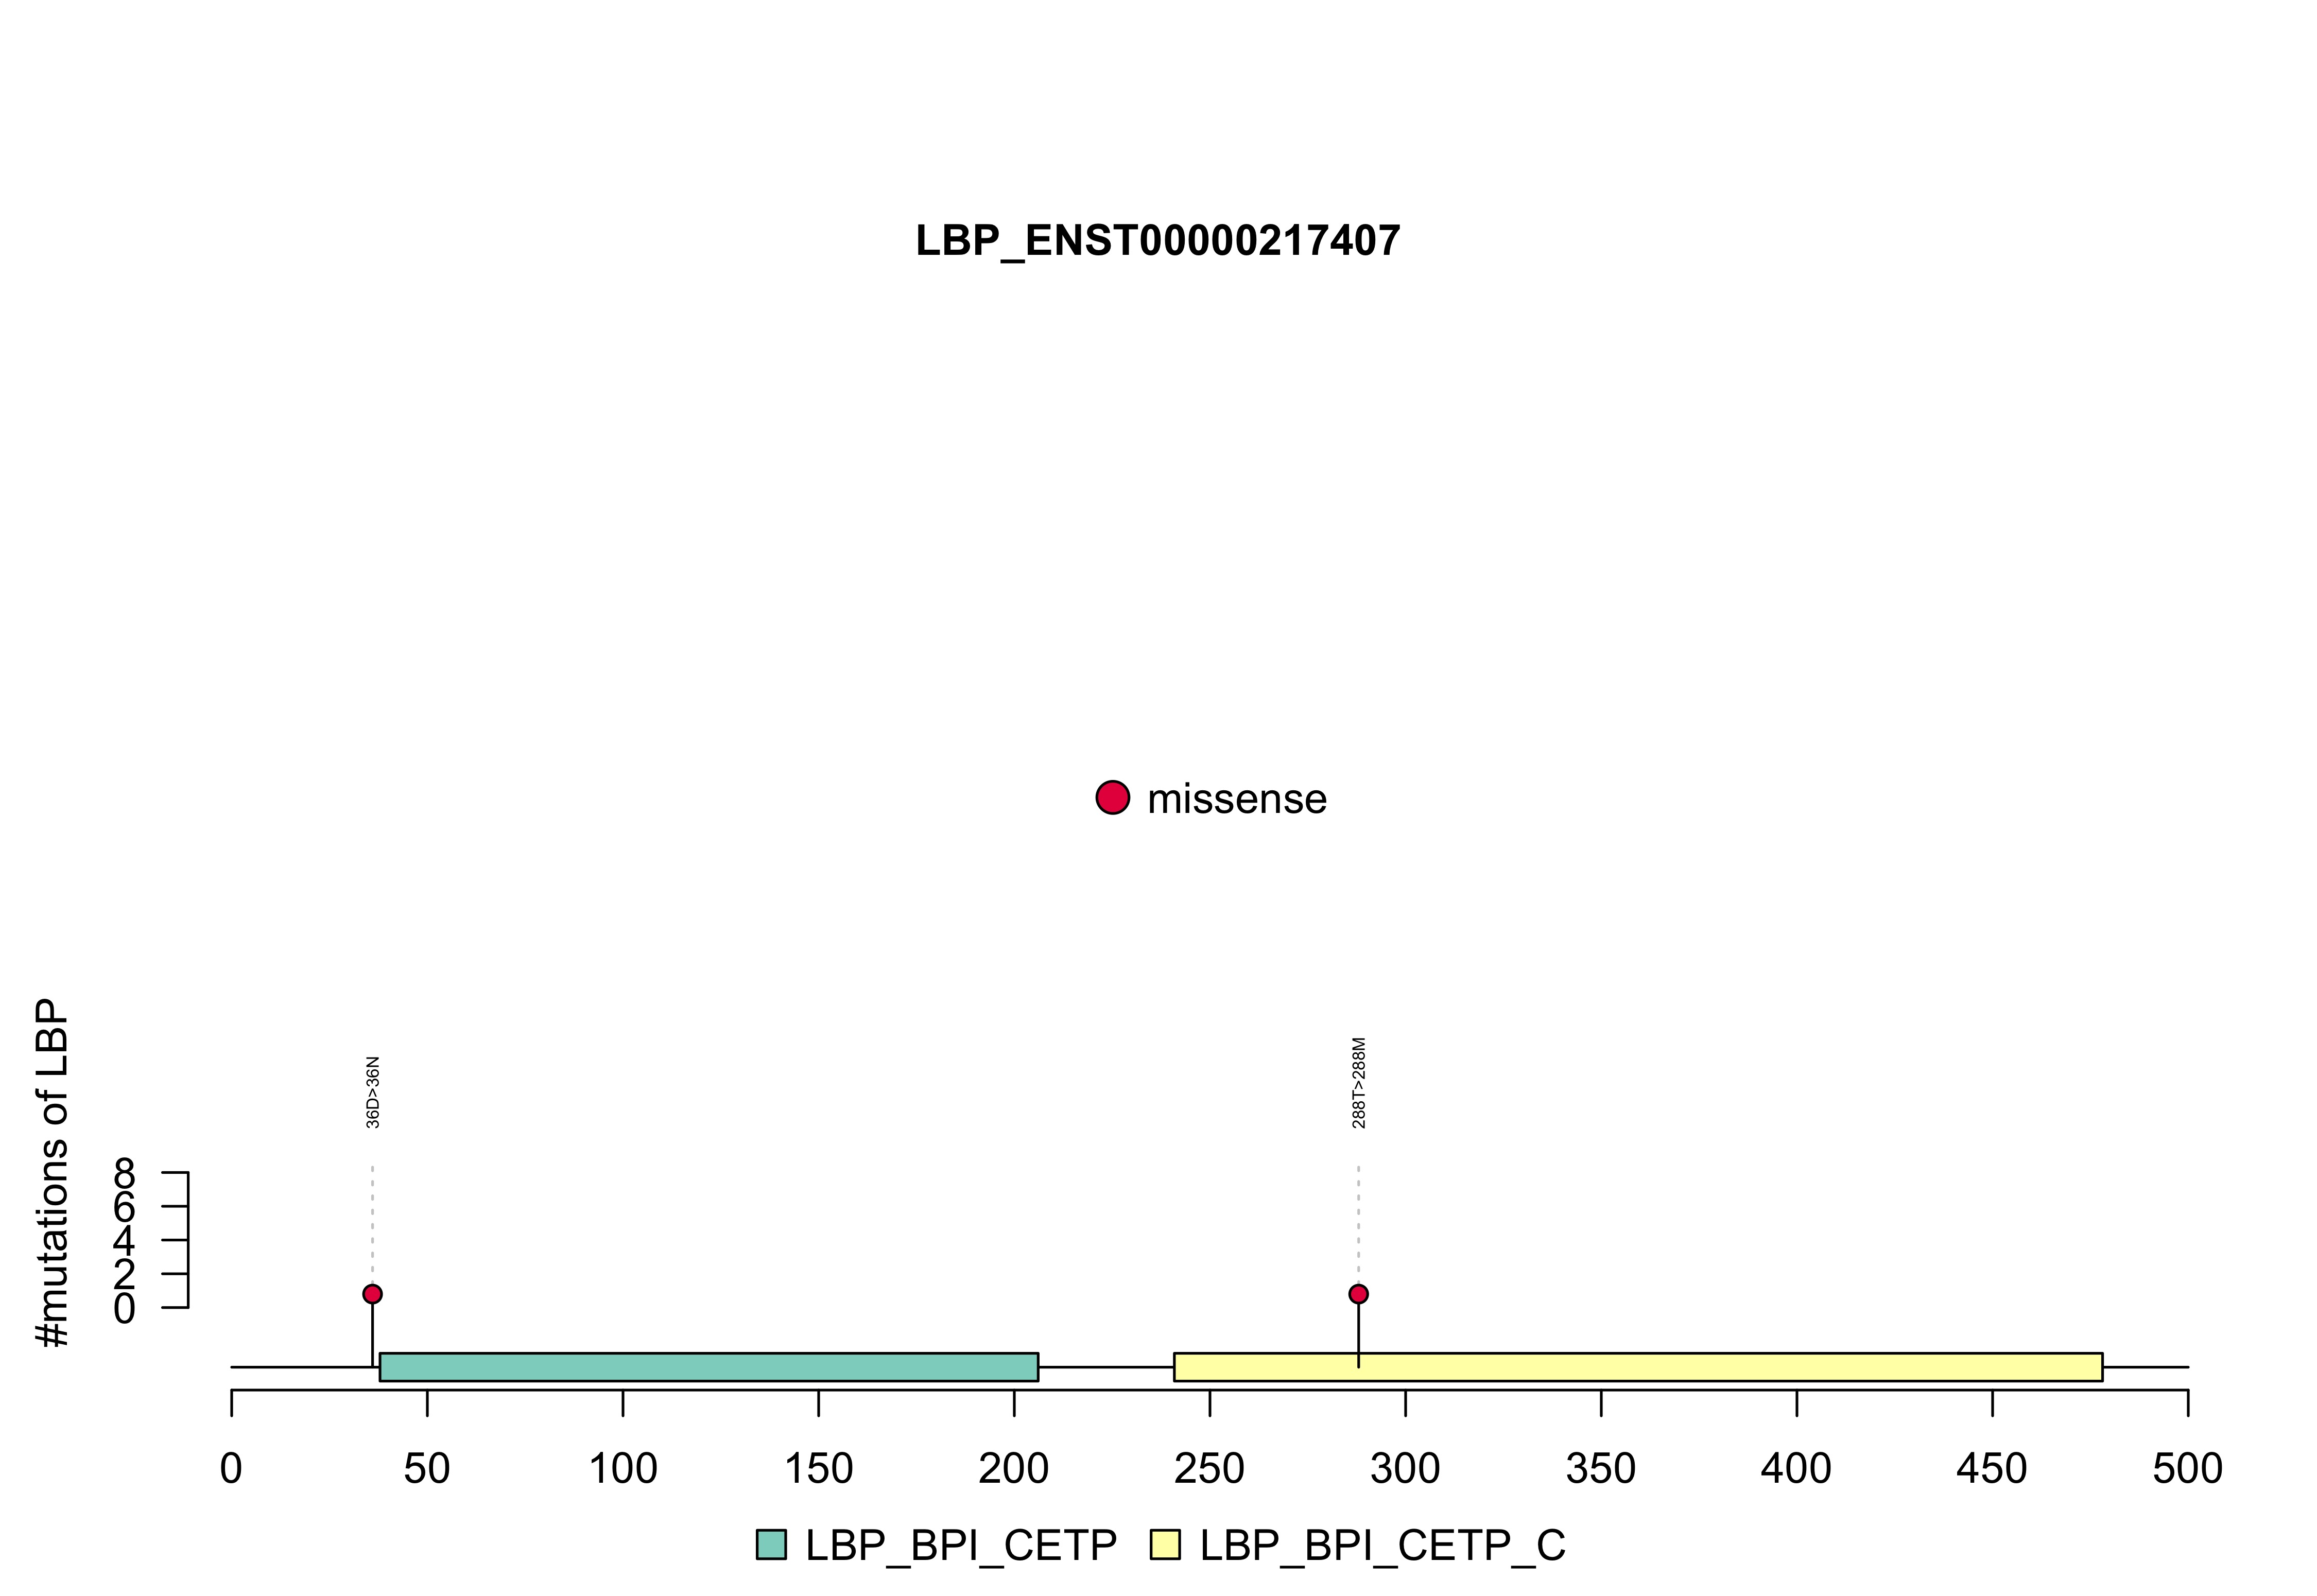 LBP_ENST00000217407
missense
#mutations of LBP
36D>36N
288T>288M
8
6
4
2
0
0 50 100 150 200 250 300 350 400 450 500
LBP_BPI_CETP LBP_BPI_CETP_C